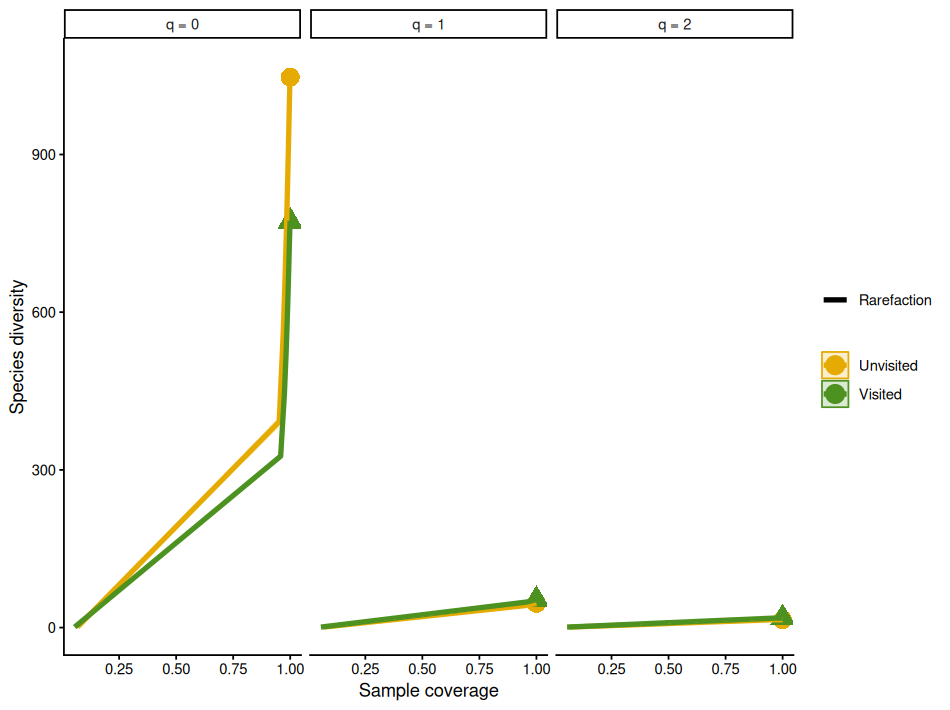 q = 0
q = 1
q = 2
Species diversity
900
600
300
0
0.25 0.50 0.75 1.00
0.25 0.50 0.75 1.00
0.25 0.50 0.75 1.00
Sample coverage
Rarefaction
Unvisited
Visited